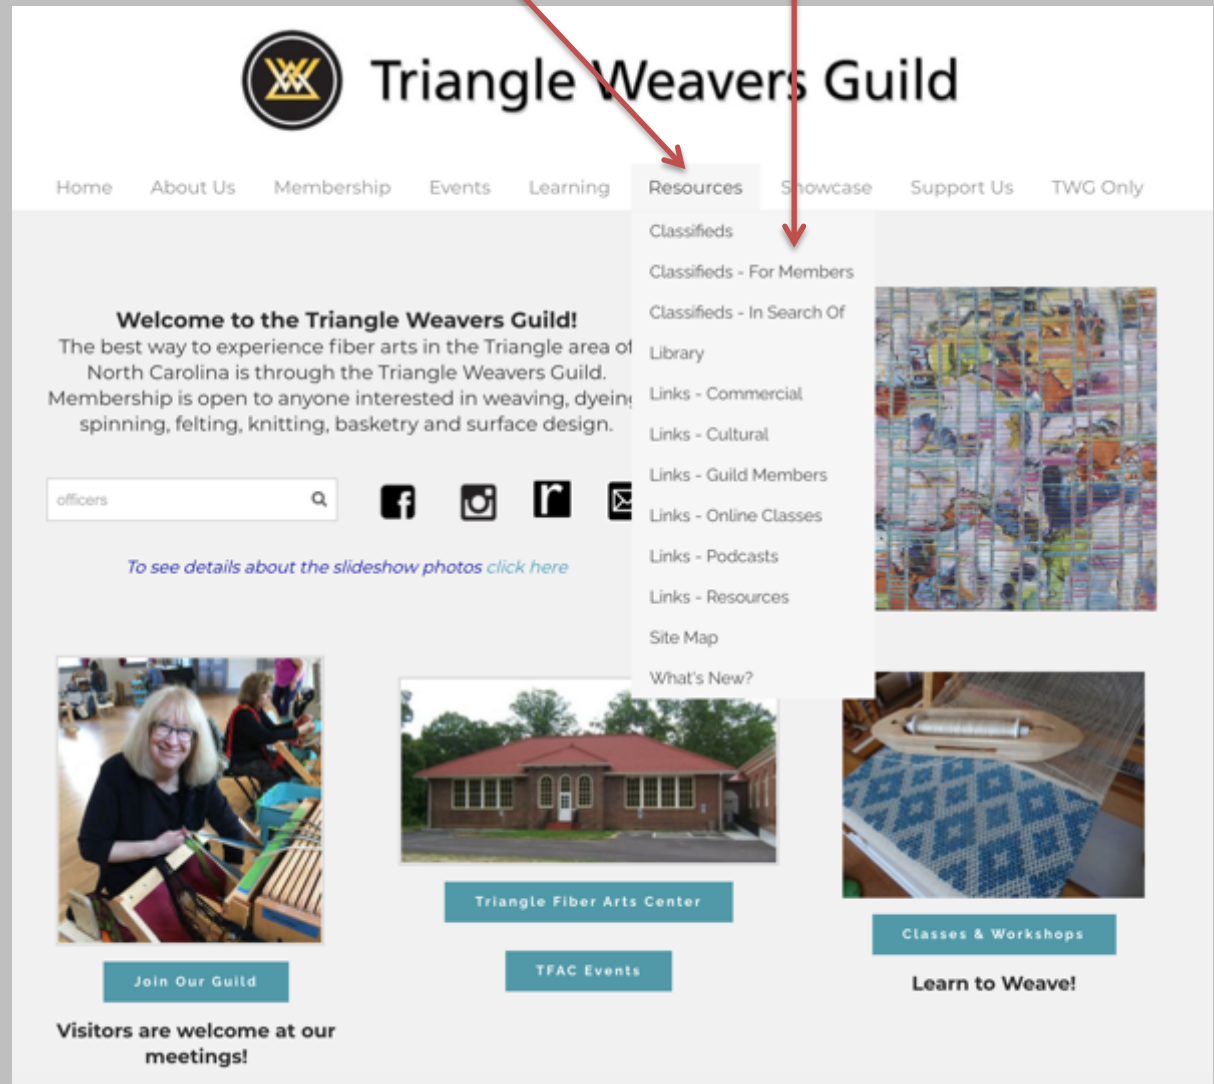 Triangle Weavers Guild
Home About Us Membership Events Learning Resources Showcase Support Us TWG Only
Classifieds
Classifieds - For Members
Classifieds - In Search Of
Library
Links - Commercial
Links - Cultural
Links - Guild Members
Links - Online Classes
Links - Podcasts
Links - Resources
Site Map
What's New?
Welcome to the Triangle Weavers Guild!
The best way to experience fiber arts in the Triangle area of
North Carolina is through the Triangle Weavers Guild.
Membership is open to anyone interested in weaving, dyeing
spinning, felting, knitting, basketry and surface design.
officers
To see details about the slideshow photos click here
Join Our Guild
Visitors are welcome at our
meetings!
Triangle Fiber Arts Center
TFAC Events
Classes & Workshops
Learn to Weave!